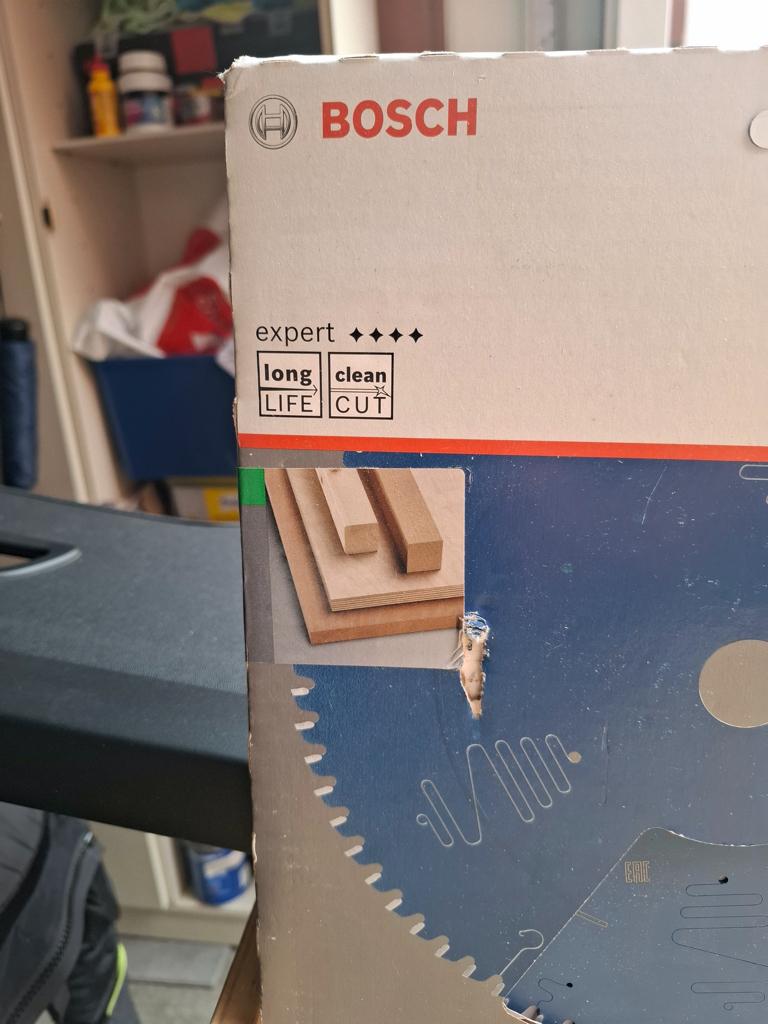 BOSCH
expert
long
LIFE
clean
CUT
EAC